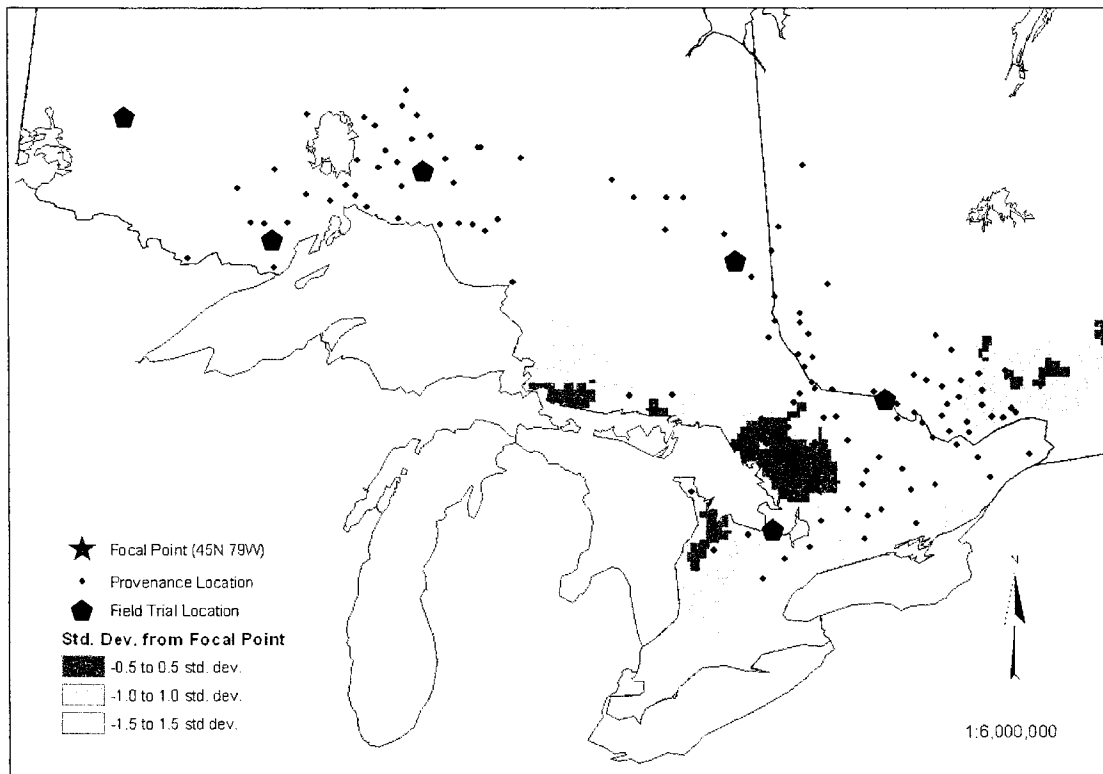 Focal Point (45N 79W)
Provenance Location
Field Trial Location
Std. Dev. from Focal Point
-0.5 to 0.5 std. dev.
-1.0 to 1.0 std. dev.
-1.5 to 1.5 std dev.
N
1:6,000,000